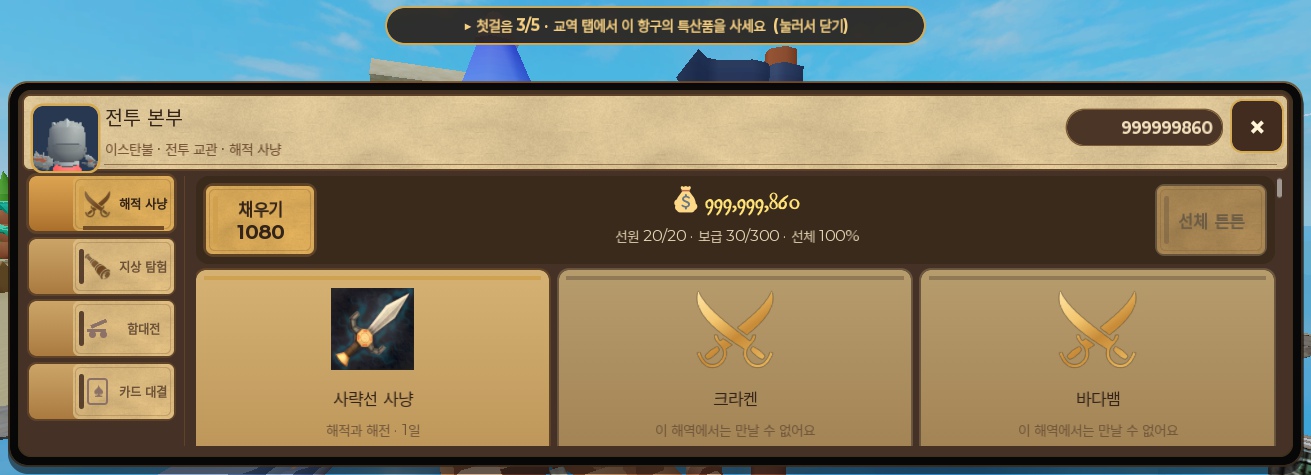 ▸ 첫걸음 3/5 · 교역 탭에서 이 항구의 특산품을 사세요 (눌러서 닫기)
전투 본부
이스탄불 · 전투 교관 · 해적 사냥
999999860
×
해적 사냥
지상 탐험
함대전
카드 대결
채우기
1080
999,999,860
선원 20/20 · 보급 30/300 · 선체 100%
선체 튼튼
사략선 사냥
해적과 해전 · 1일
크라켄
이 해역에서는 만날 수 없어요
바다뱀
이 해역에서는 만날 수 없어요